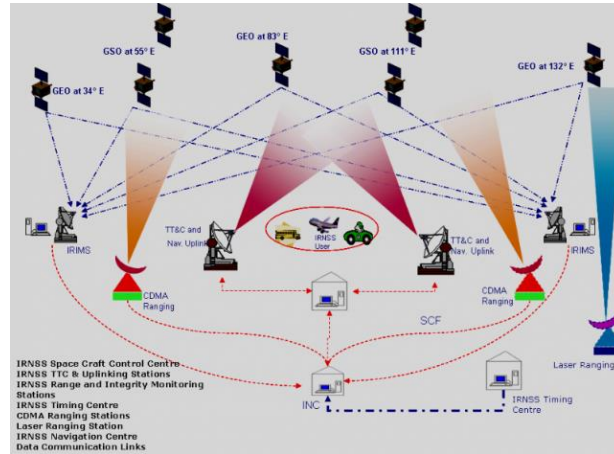 GEO at 83° E
GSO at 55° E
GSO at 111° E
GEO at 34° E
GEO at 132° E
TT&C and
Nav. Uplink
IRNSS
User
TT&C and
Nav. Uplink
IRIMS
IRIMS
CDMA
Ranging
CDMA
Ranging
SCF
Laser Ranging
IRNSS Space Craft Control Centre
IRNSS TTC & Uplinking Stations
IRNSS Range and Integrity Monitoring
Stations
IRNSS Timing Centre
CDMA Ranging Stations
Laser Ranging Station
IRNSS Navigation Centre
Data Communication Links
INC
IRNSS Timing
Centre